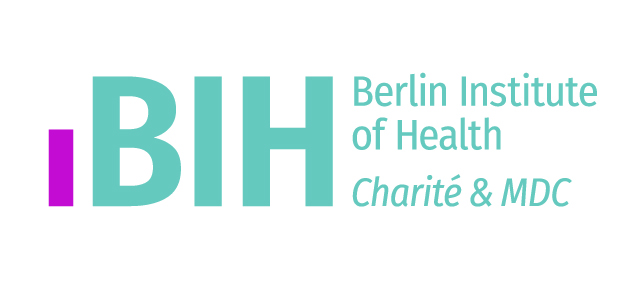 BIH
Berlin Institute
of Health
Charité & MDC